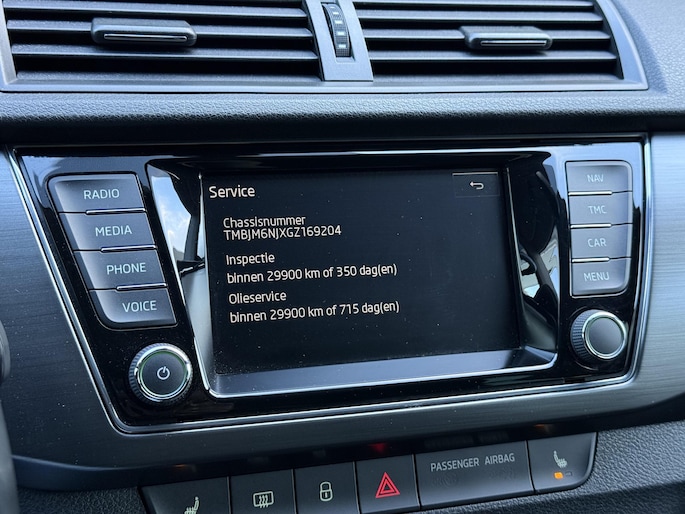 RADIO
MEDIA
PHONE
VOICE
Service
Chassisnummer
TMBJM6NJXGZ169204
Inspectie
binnen 29900 km of 350 dag(en)
Olieservice
binnen 29900 km of 715 dag(en)
NAV
TMC
CAR
MENU
PASSENGER AIRBAG